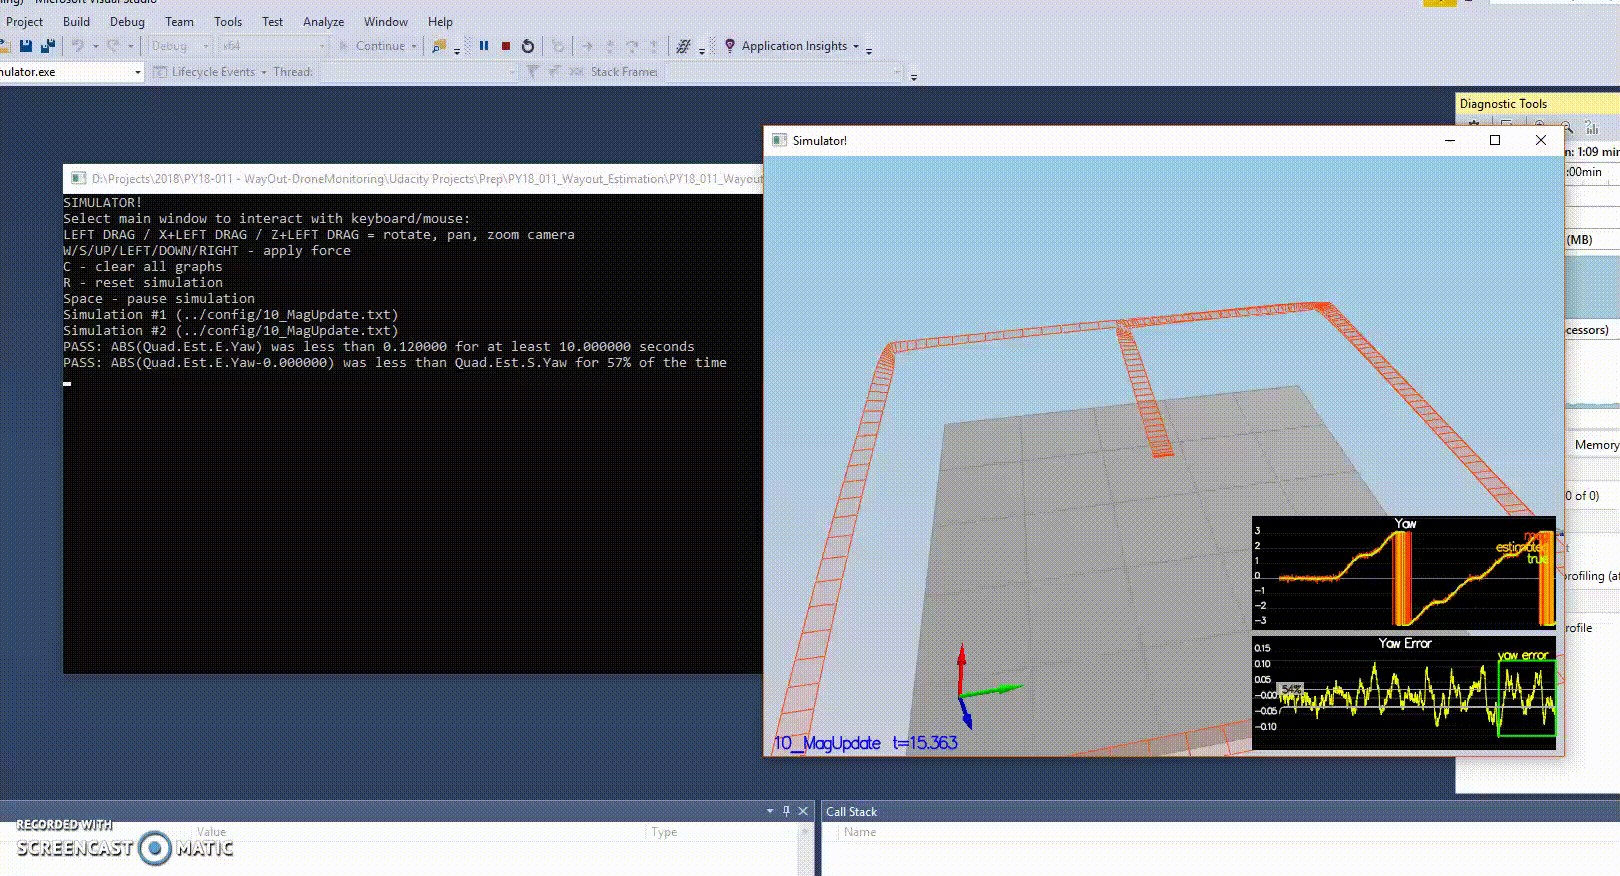 Microsoft Visual Studio
Project Build Debug Team Tools Test Analyze Window Help
Debug x64 Continue Application Insights
mulator.exe Lifecycle Events Thread: Stack Frame:
Diagnostic Tools
Simulator!
n: 1:09 min
:00min
D:\Projects\2018\PY18-011 - WayOut-DroneMonitoring\Udacity Projects\Prep\PY18_011_Wayout_Estimation\PY18_011_Wayout
SIMULATOR!
Select main window to interact with keyboard/mouse:
LEFT DRAG / X+LEFT DRAG / Z+LEFT DRAG = rotate, pan, zoom camera
W/S/UP/LEFT/DOWN/RIGHT - apply force
C - clear all graphs
R - reset simulation
Space - pause simulation
Simulation #1 (../config/10_MagUpdate.txt)
Simulation #2 (../config/10_MagUpdate.txt)
PASS: ABS(Quad.Est.E.Yaw) was less than 0.120000 for at least 10.000000 seconds
PASS: ABS(Quad.Est.E.Yaw-0.000000) was less than Quad.Est.S.Yaw for 57% of the time
(MB)
cessors)
Memory
0 of 0)
rofiling (af
rofile
Yaw
3
2
1
0
-1
-2
-3
estimated
true
Yaw Error
yaw error
0.15
0.10
0.05
-0.00
-0.05
-0.10
54%
10_MagUpdate t=15.363
Call Stack
Value Type Name
RECORDED WITH
SCREENCAST MATIC